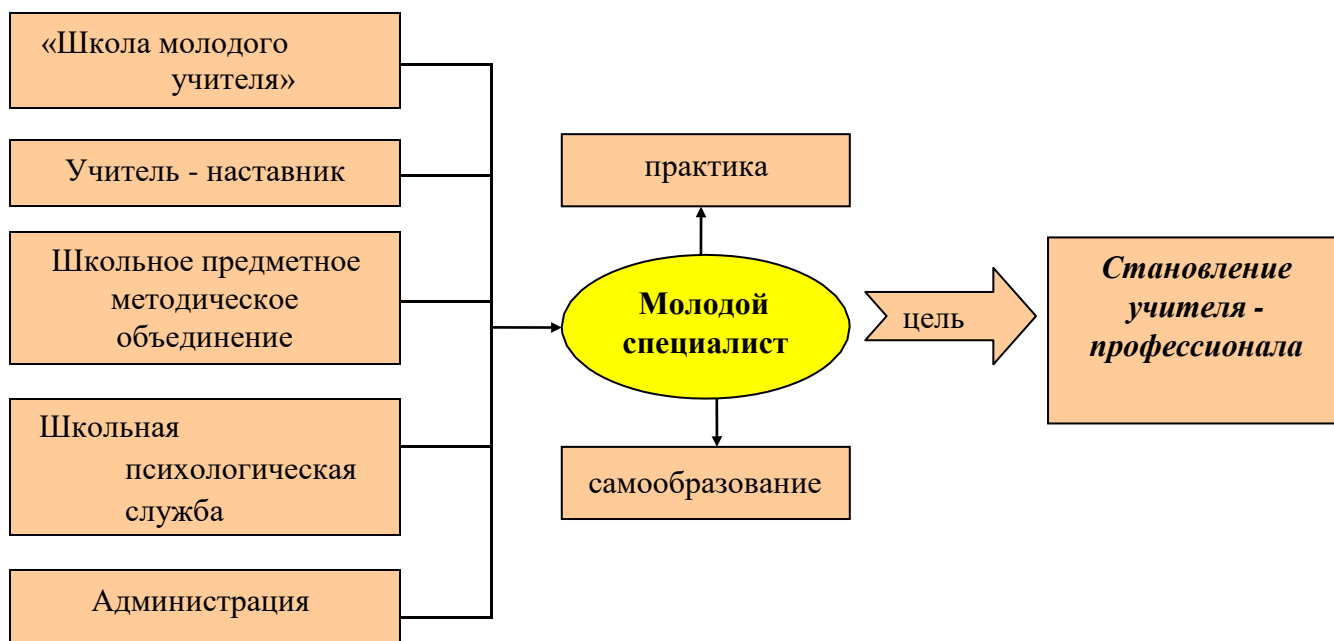 «Школа молодого
учителя»
Учитель - наставник
Школьное предметное
методическое
объединение
Школьная
психологическая
служба
Администрация
практика
Молодой
специалист
самообразование
цель
Становление
учителя -
профессионала